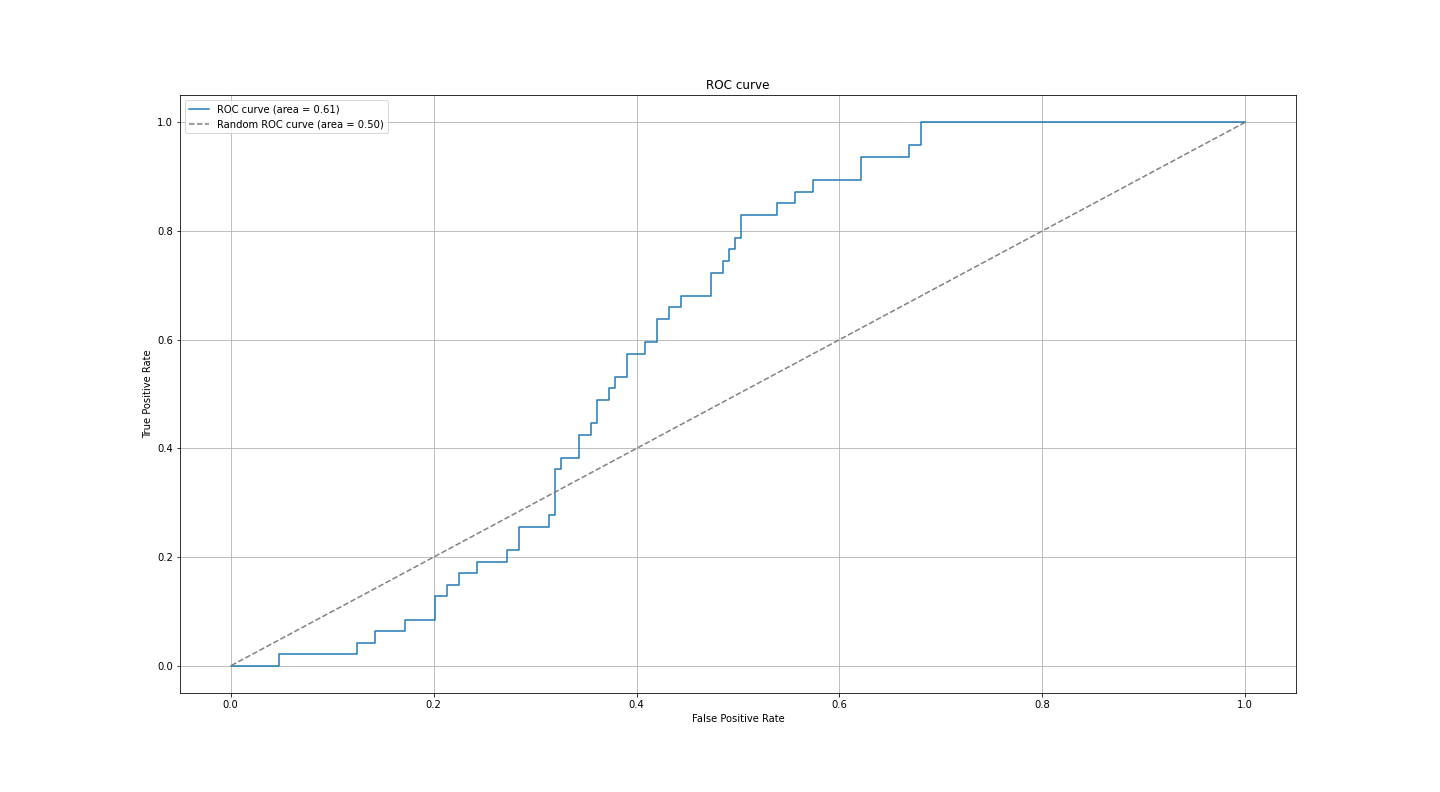 ROC curve
ROC curve (area = 0.61)
Random ROC curve (area = 0.50)
1.0
0.8
0.6
0.4
0.2
0.0
True Positive Rate
0.0 0.2 0.4 0.6 0.8 1.0
False Positive Rate